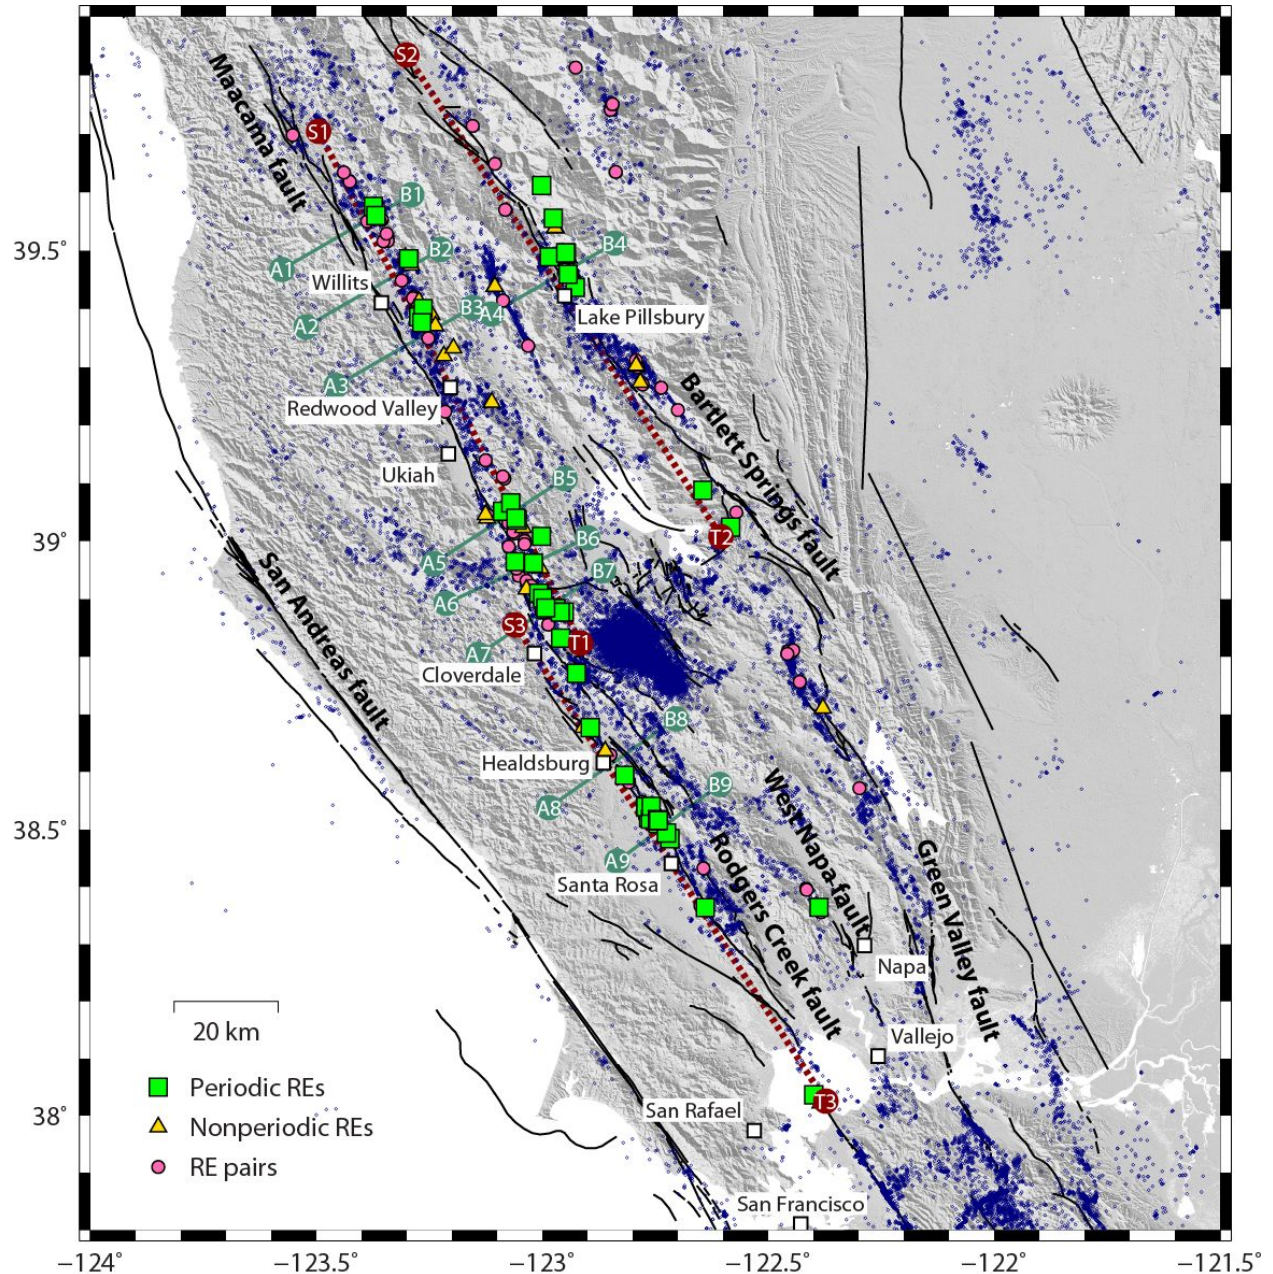 S2
Maacama fault
S1
B1
39.5°
A1
B2
B4
Willits
A2
B3
A4
Lake Pillsbury
A3
Redwood Valley
Bartlett Springs fault
Ukiah
B5
39°
T2
B6
A5
San Andreas fault
B7
A6
S3
T1
A7
Cloverdale
B8
Healdsburg
West Napa fault
B9
A8
38.5°
Rodgers Creek fault
Green Valley fault
A9
Santa Rosa
Napa
20 km
Vallejo
Periodic REs
T3
San Rafael
Nonperiodic REs
38°
RE pairs
San Francisco
−124°
−123.5°
−123°
−122.5°
−122°
−121.5°